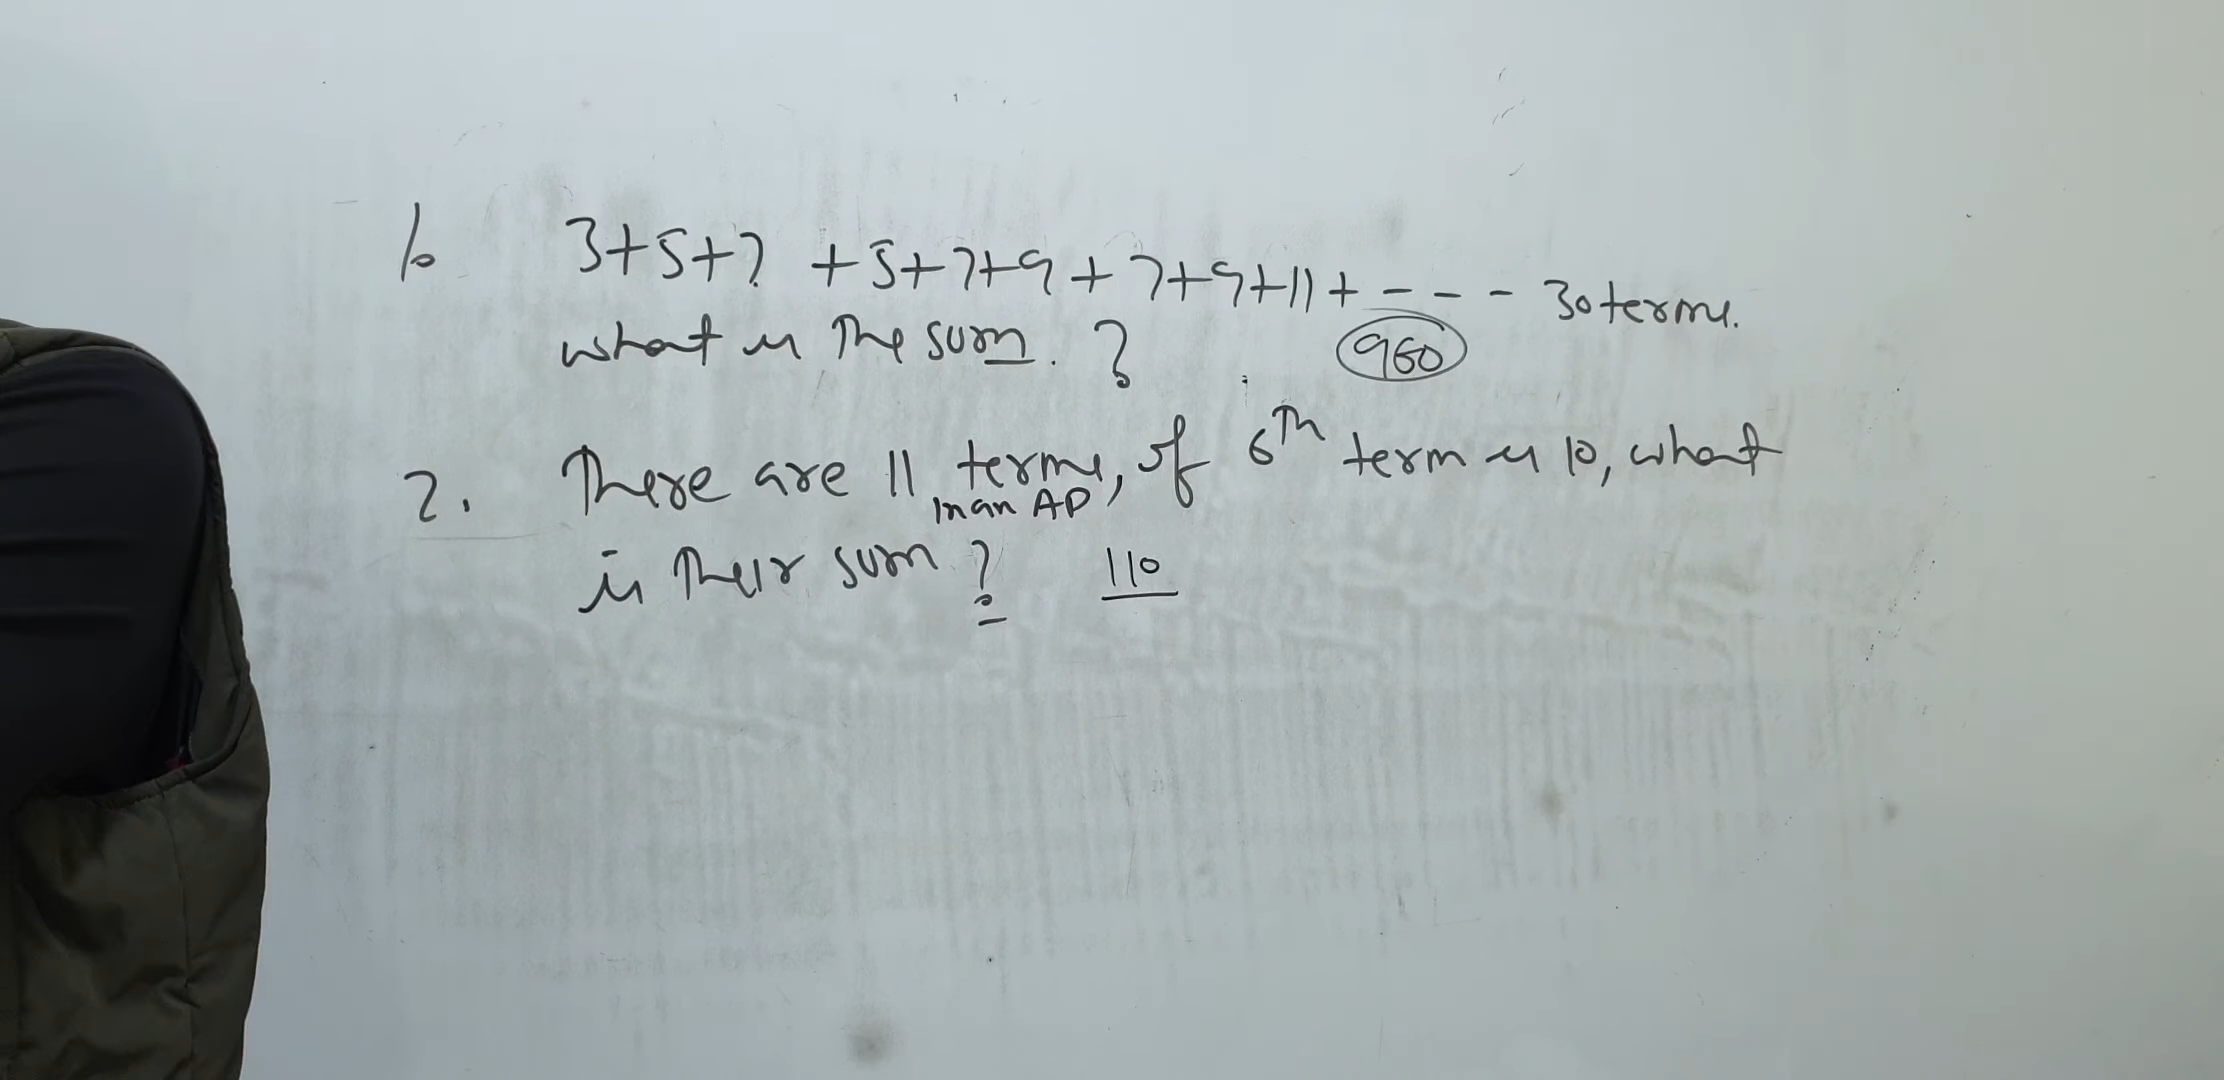 1. 3+5+7 +5+7+9+7+9+11+ - - - 30 terms.
what is the sum. ? 960
2. There are 11 terms, if 6th term is 10, what
in an AP
is their sum ? 110